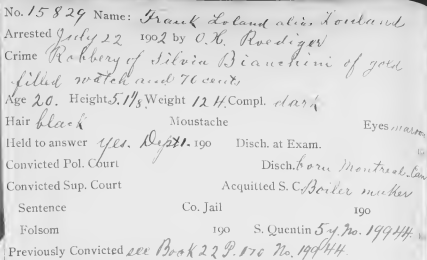 No. 15829 Name: Frank Loland alias Louland
Arrested July 22 1902 by O. H. Roediger
Crime Robbery of Silvia Bianchini of gold
filled watch and 76 cents
Age 20. Height 5.1 1/8 Weight 124. Compl. dark
Hair black Moustache Eyes maroon
Held to answer yes. Dept 1. 190 Disch. at Exam.
Convicted Pol. Court Disch. born Montreal Can
Convicted Sup. Court Acquitted S. C. Boiler maker
Sentence Co. Jail 190
Folsom 190 S. Quentin 5 y. No. 19944.
Previously Convicted see Book 22 P. 170 No. 19944